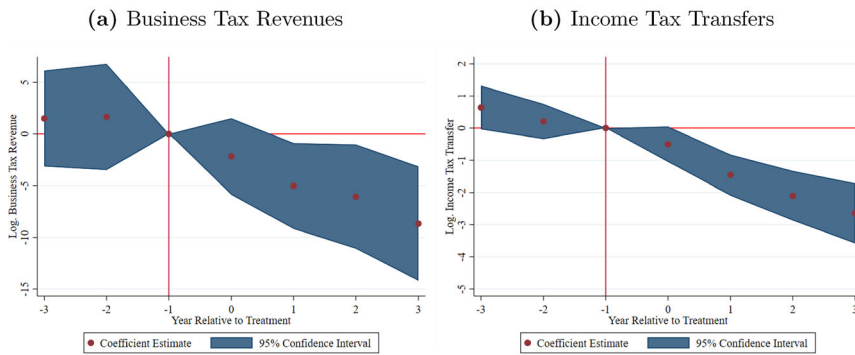 (a) Business Tax Revenues
(b) Income Tax Transfers
Log. Business Tax Revenue
5
0
-5
-10
-15
-3 -2 -1 0 1 2 3
Year Relative to Treatment
Coefficient Estimate 95% Confidence Interval
Log. Income Tax Transfer
2
1
0
-1
-2
-3
-4
-5
-3 -2 -1 0 1 2 3
Year Relative to Treatment
Coefficient Estimate 95% Confidence Interval